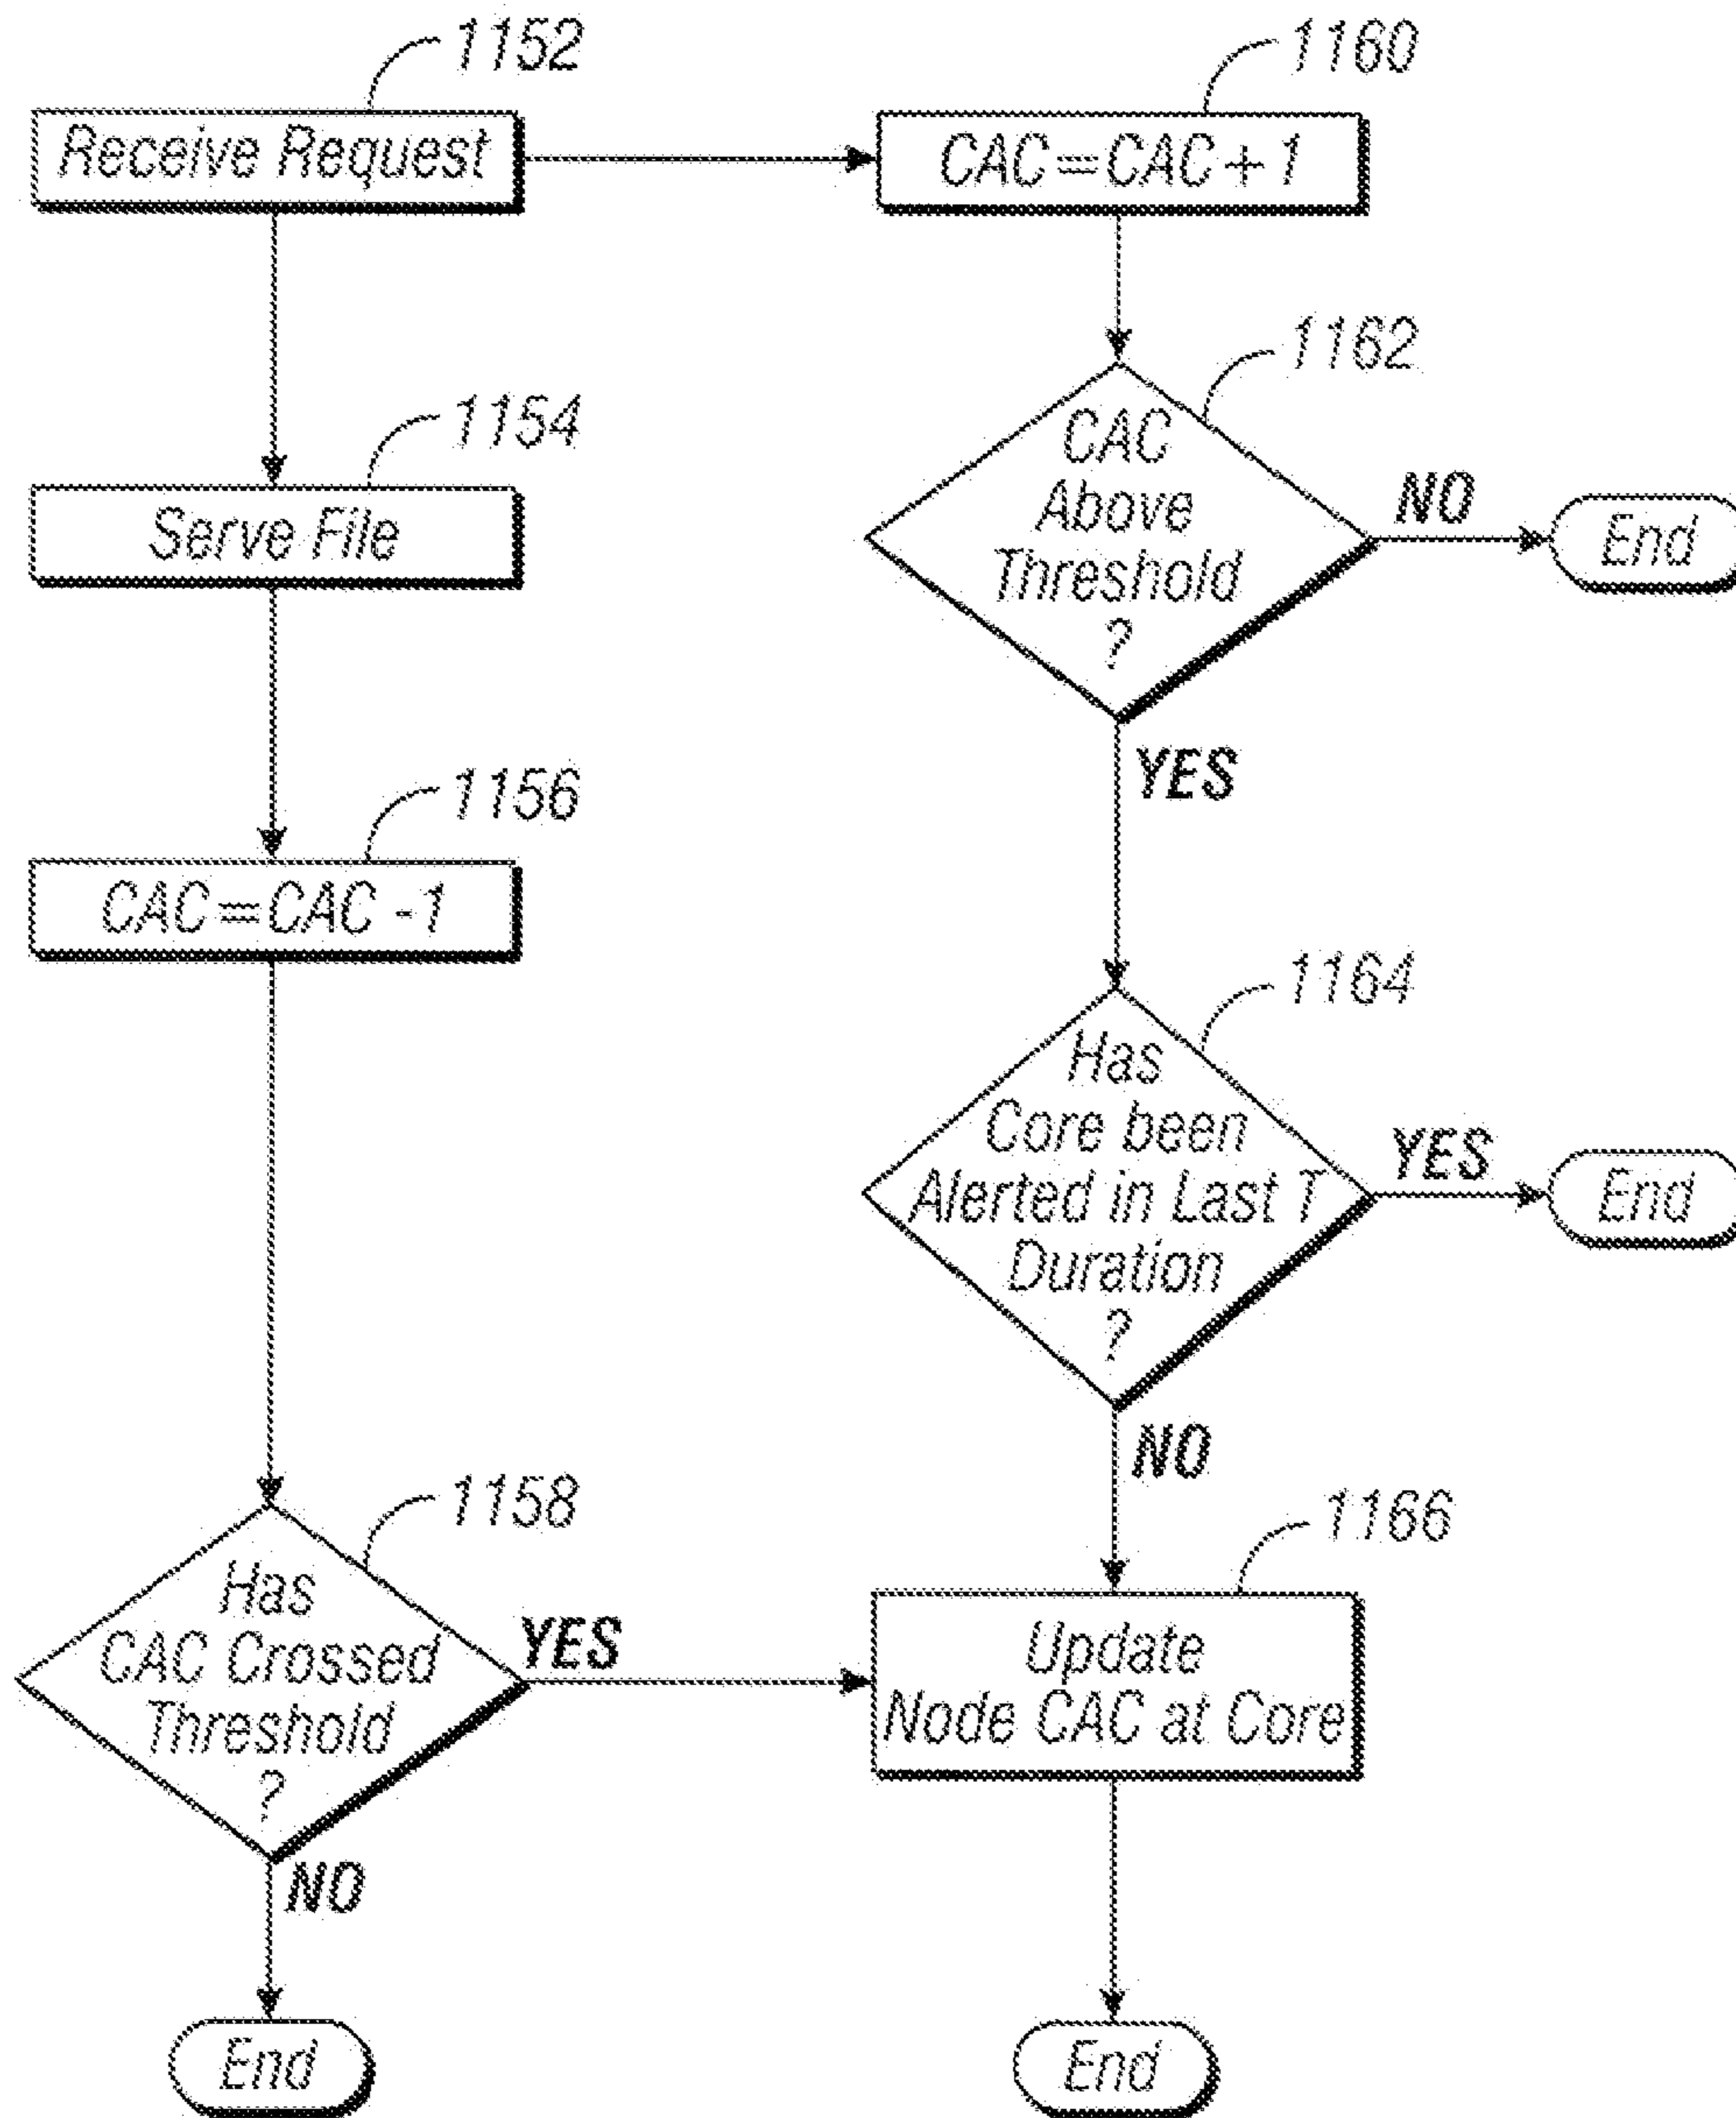 1152
Receive Request
1160
CAC=CAC+1
1162
CAC
Above
Threshold
?
NO
End
YES
1154
Serve File
1156
CAC=CAC -1
1164
Has
Core been
Alerted in Last T
Duration
?
YES
End
NO
1158
Has
CAC Crossed
Threshold
?
YES
NO
End
1166
Update
Node CAC at Core
End